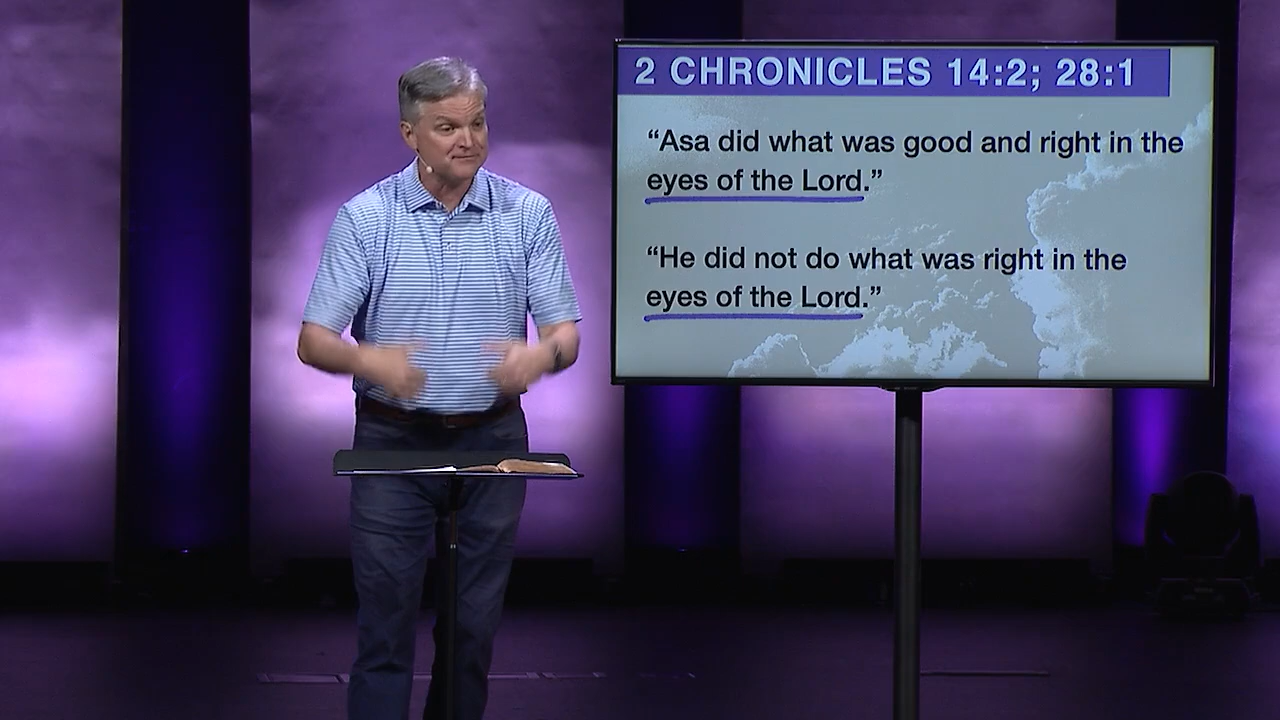 2 CHRONICLES 14:2; 28:1
“Asa did what was good and right in the
eyes of the Lord.”
“He did not do what was right in the
eyes of the Lord.”